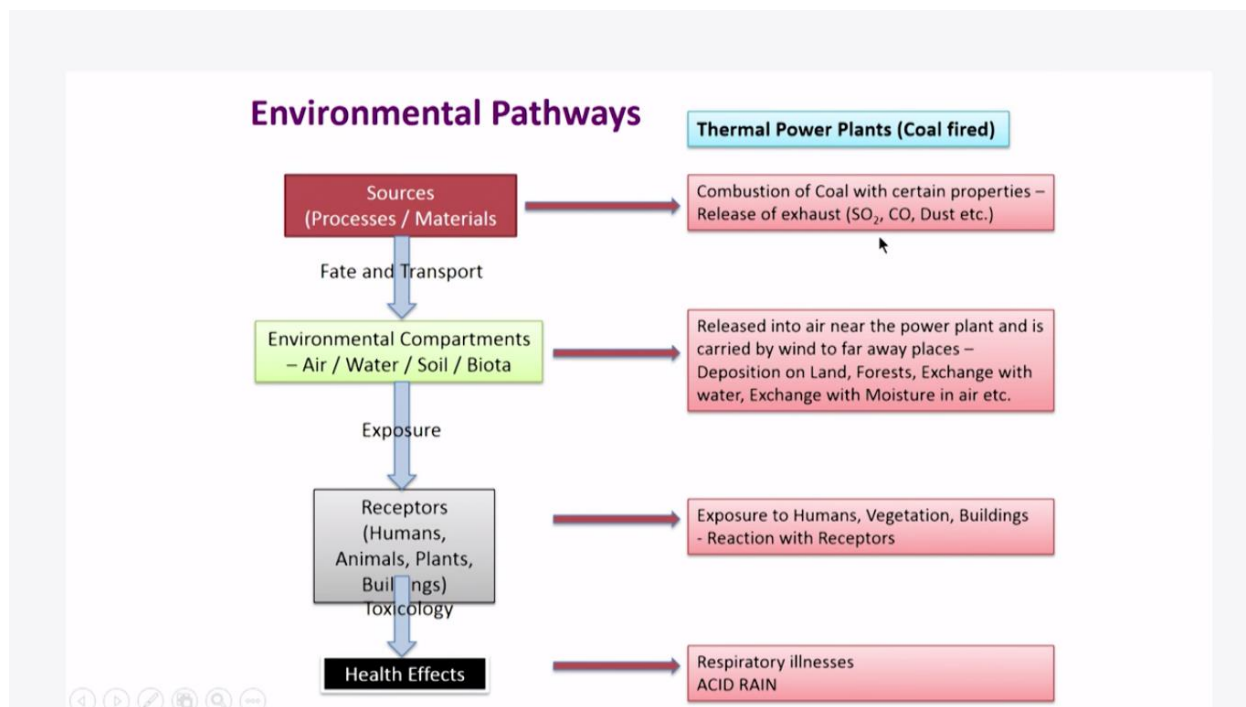 Environmental Pathways
Thermal Power Plants (Coal fired)
Sources
(Processes / Materials
Combustion of Coal with certain properties –
Release of exhaust (SO₂, CO, Dust etc.)
Fate and Transport
Environmental Compartments
– Air / Water / Soil / Biota
Released into air near the power plant and is
carried by wind to far away places –
Deposition on Land, Forests, Exchange with
water, Exchange with Moisture in air etc.
Exposure
Receptors
(Humans,
Animals, Plants,
Buildings)
Exposure to Humans, Vegetation, Buildings
- Reaction with Receptors
Toxicology
Health Effects
Respiratory illnesses
ACID RAIN